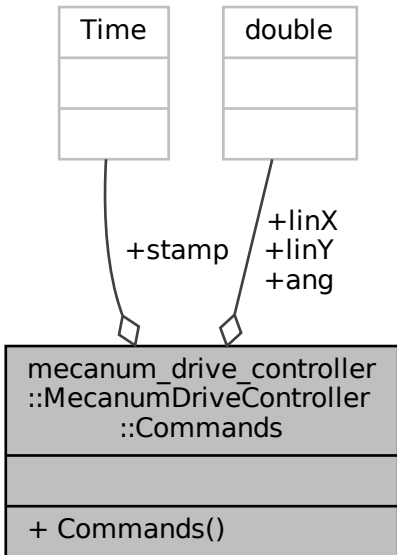 Time
double
+stamp
+linX
+linY
+ang
mecanum_drive_controller
::MecanumDriveController
::Commands
+ Commands()